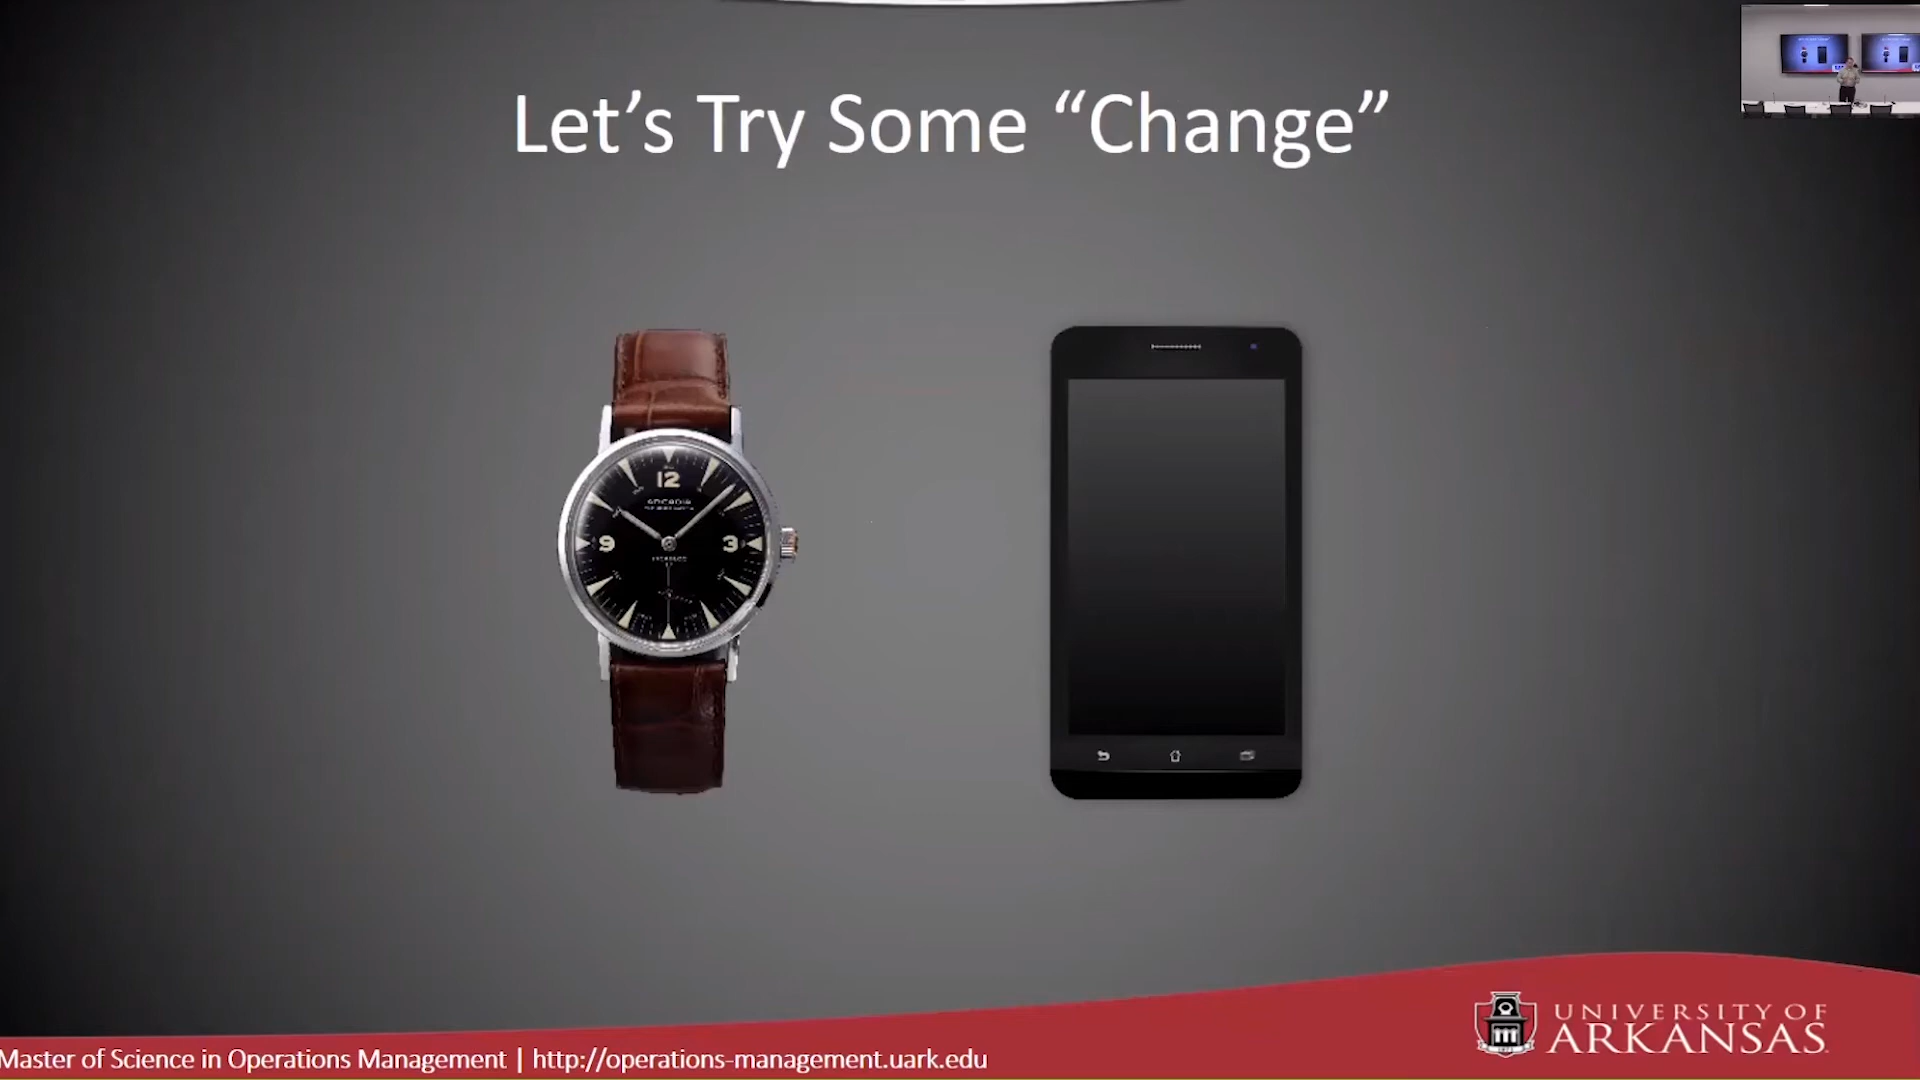 Let’s Try Some “Change”
12
9
3
UNIVERSITY OF
ARKANSAS
Master of Science in Operations Management | http://operations-management.uark.edu